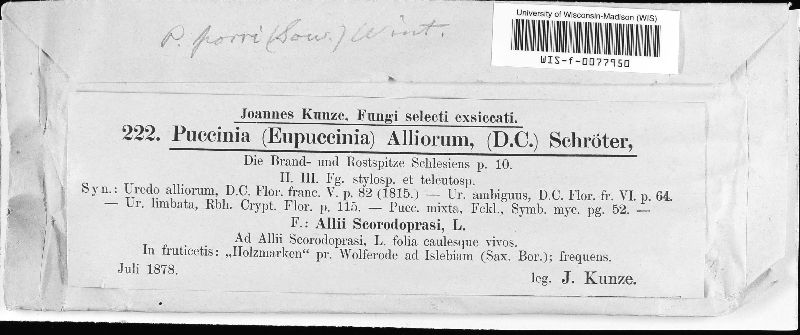 P. porri (Sow.) Wint.
University of Wisconsin-Madison (WIS)
WIS-f-0077950
Joannes Kunze, Fungi selecti exsiccati.
222. Puccinia (Eupuccinia) Alliorum, (D.C.) Schröter,
Die Brand- und Rostspitze Schlesiens p. 10.
II. III. Fg. stylosp. et teleutosp.
Syn.: Uredo alliorum, D.C. Flor. franc. V. p. 82 (1815.) — Ur. ambiguus, D.C. Flor. fr. VI. p. 64.
— Ur. limbata, Rbh. Crypt. Flor. p. 115. — Pucc. mixta, Fckl., Symb. myc. pg. 52. —
F.: Allii Scorodoprasi, L.
Ad Allii Scorodoprasi, L. folia caulesque vivos.
In fruticetis: „Holzmarken“ pr. Wolferode ad Islebiam (Sax. Bor.); frequens.
Juli 1878.
leg. J. Kunze.